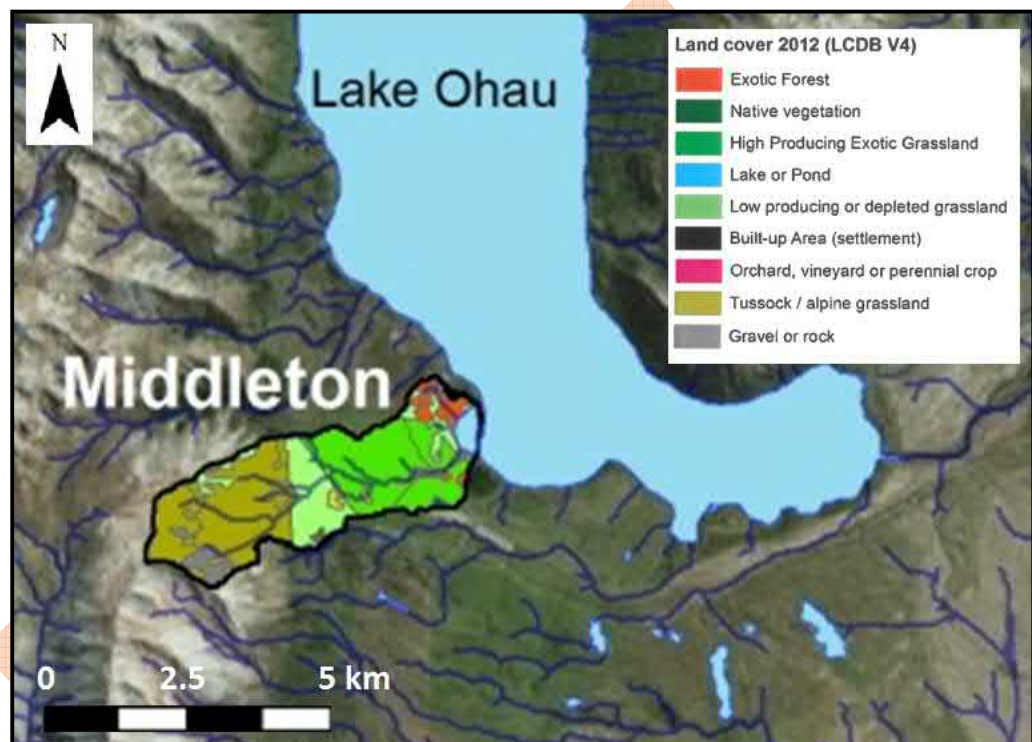 N
Lake Ohau
Land cover 2012 (LCDB V4)
Exotic Forest
Native vegetation
High Producing Exotic Grassland
Lake or Pond
Low producing or depleted grassland
Built-up Area (settlement)
Orchard, vineyard or perennial crop
Tussock / alpine grassland
Gravel or rock
Middleton
0 2.5 5 km